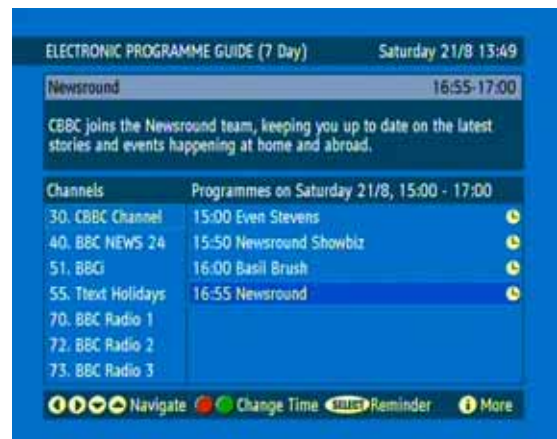 ELECTRONIC PROGRAMME GUIDE (7 Day) Saturday 21/8 13:49
Newsround 16:55-17:00
CBBC joins the Newsround team, keeping you up to date on the latest
stories and events happening at home and abroad.
Channels Programmes on Saturday 21/8, 15:00 - 17:00
30. CBBC Channel 15:00 Even Stevens
40. BBC NEWS 24 15:50 Newsround Showbiz
51. BBCi 16:00 Basil Brush
55. Ttext Holidays 16:55 Newsround
70. BBC Radio 1
72. BBC Radio 2
73. BBC Radio 3
Navigate Change Time SELECT Reminder i More